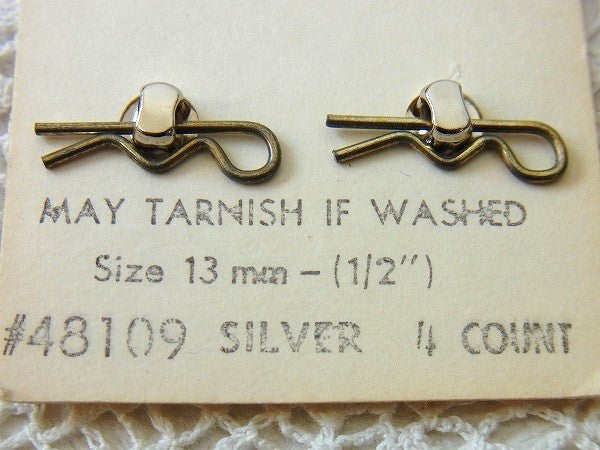 MAY TARNISH IF WASHED
Size 13 mm – (1/2")
#48109 SILVER 4 COUNT